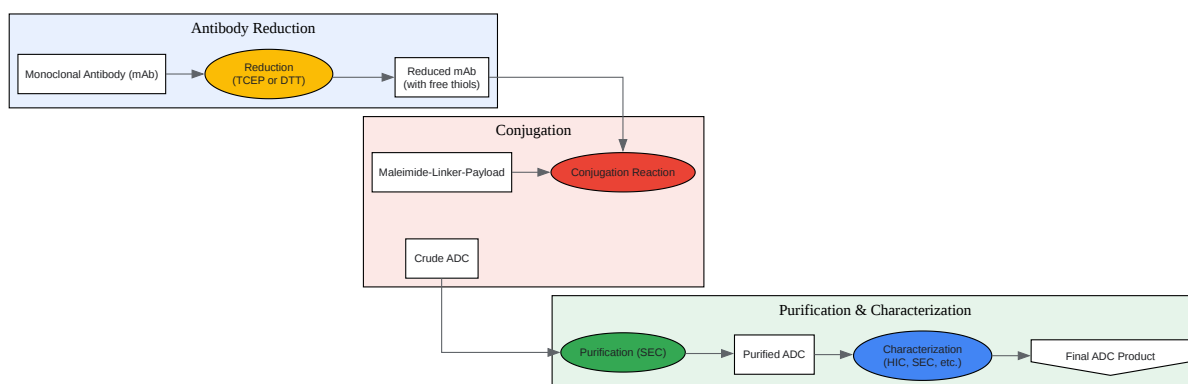 Antibody Reduction
Monoclonal Antibody (mAb)
Reduction
(TCEP or DTT)
Reduced mAb
(with free thiols)
Conjugation
Maleimide-Linker-Payload
Conjugation Reaction
Crude ADC
Purification & Characterization
Purification (SEC)
Purified ADC
Characterization
(HIC, SEC, etc.)
Final ADC Product